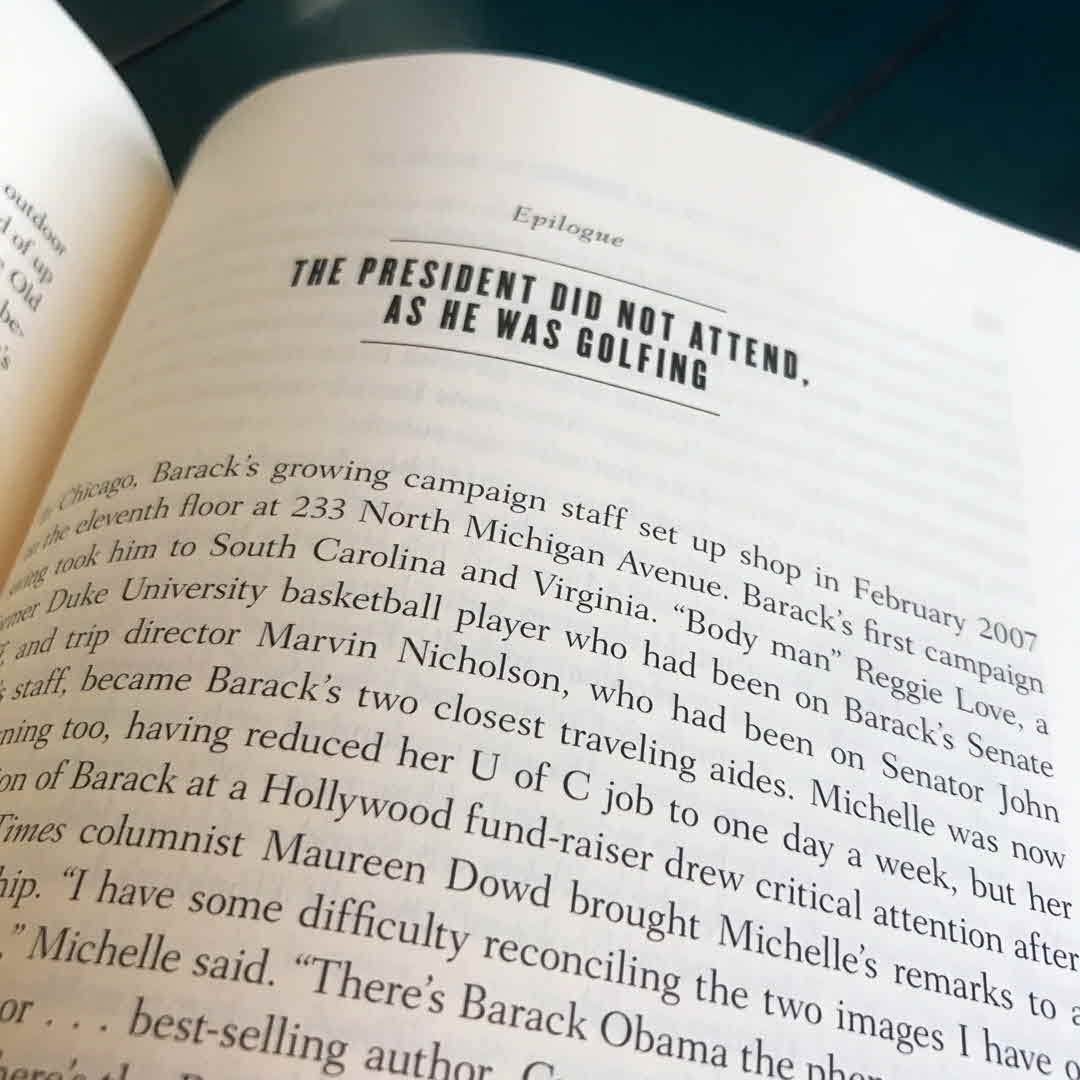 outdoor
d of up
Old
be-
's
Epilogue
THE PRESIDENT DID NOT ATTEND,
AS HE WAS GOLFING
Chicago, Barack's growing campaign staff set up shop in February 2007
the eleventh floor at 233 North Michigan Avenue. Barack's first campaign
took him to South Carolina and Virginia. “Body man” Reggie Love, a
Duke University basketball player who had been on Barack's Senate
and trip director Marvin Nicholson, who had been on Senator John
staff, became Barack's two closest traveling aides. Michelle was now
ning too, having reduced her U of C job to one day a week, but her
on of Barack at a Hollywood fund-raiser drew critical attention after
Times columnist Maureen Dowd brought Michelle's remarks to a
hip. “I have some difficulty reconciling the two images I have o
.” Michelle said. “There's Barack Obama the phen
or . . . best-selling author